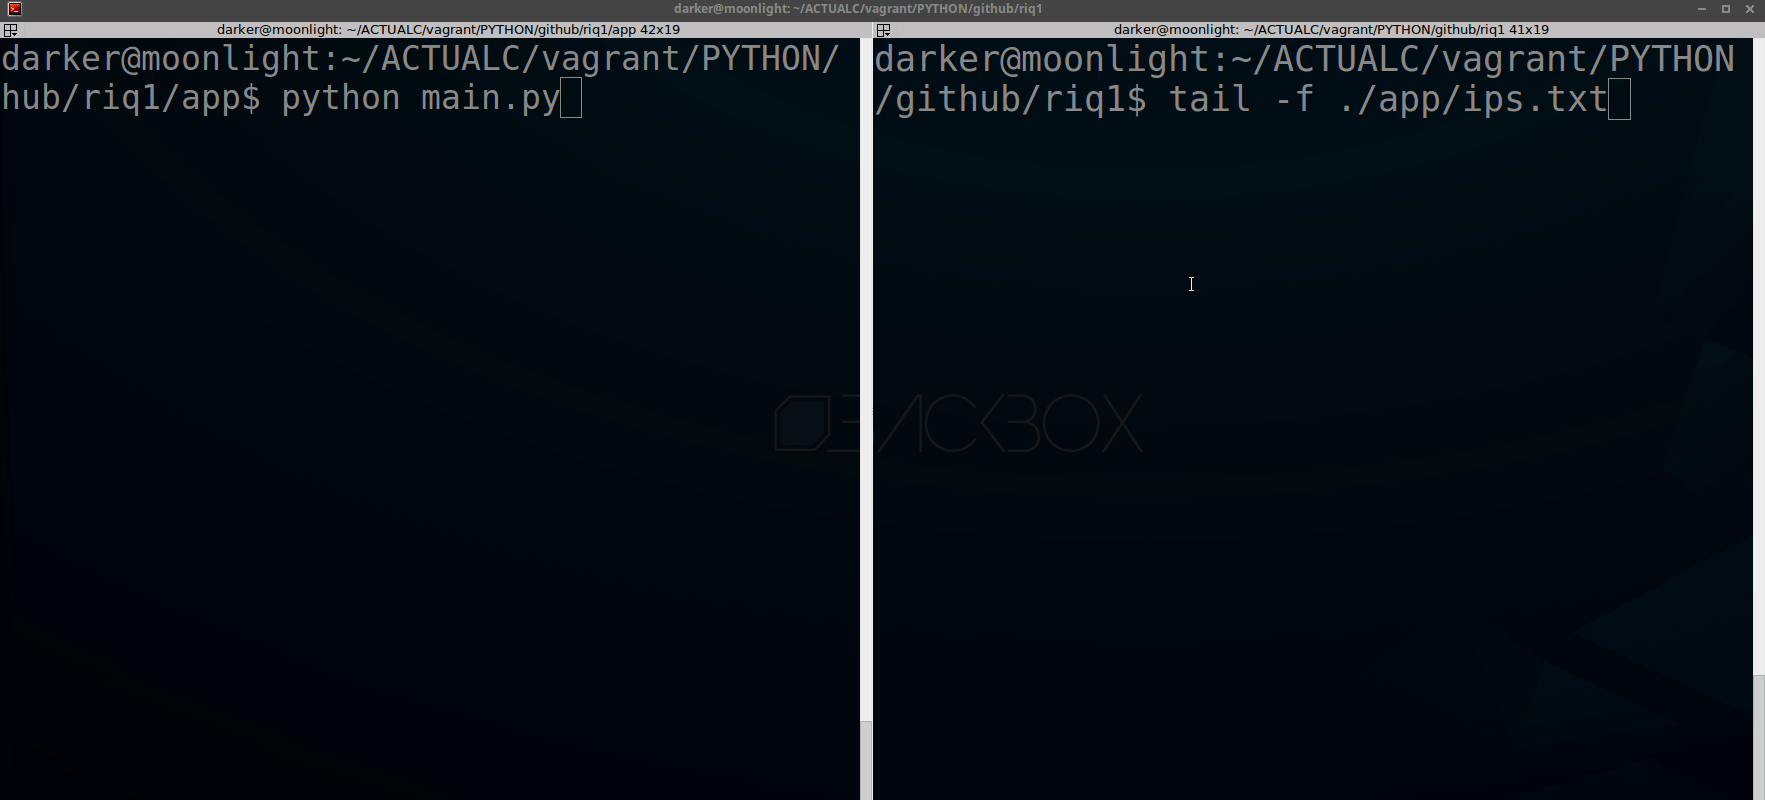 darker@moonlight: ~/ACTUALC/vagrant/PYTHON/github/riq1
darker@moonlight: ~/ACTUALC/vagrant/PYTHON/github/riq1/app 42x19
darker@moonlight:~/ACTUALC/vagrant/PYTHON/
hub/riq1/app$ python main.py
darker@moonlight: ~/ACTUALC/vagrant/PYTHON/github/riq1 41x19
darker@moonlight:~/ACTUALC/vagrant/PYTHON
/github/riq1$ tail -f ./app/ips.txt
BACKBOX